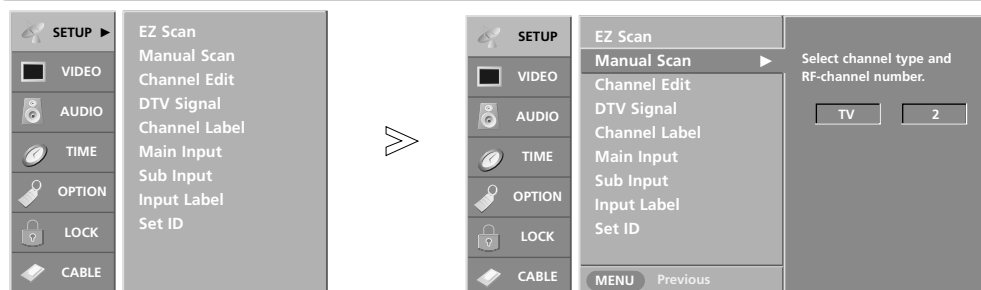 SETUP ►
VIDEO
AUDIO
TIME
OPTION
LOCK
CABLE
EZ Scan
Manual Scan
Channel Edit
DTV Signal
Channel Label
Main Input
Sub Input
Input Label
Set ID
SETUP
VIDEO
AUDIO
TIME
OPTION
LOCK
CABLE
EZ Scan
Manual Scan ►
Channel Edit
DTV Signal
Channel Label
Main Input
Sub Input
Input Label
Set ID
MENU Previous
Select channel type and
RF-channel number.
TV 2